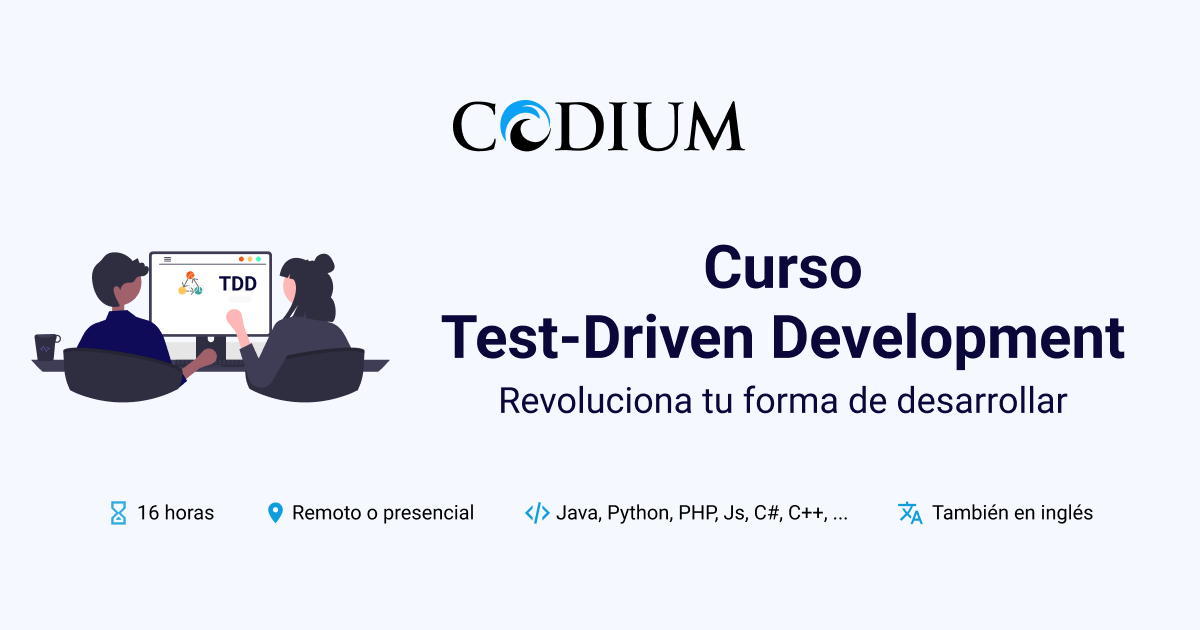 CODIUM
TDD
Curso
Test-Driven Development
Revoluciona tu forma de desarrollar
16 horas
Remoto o presencial
Java, Python, PHP, Js, C#, C++, ...
También en inglés